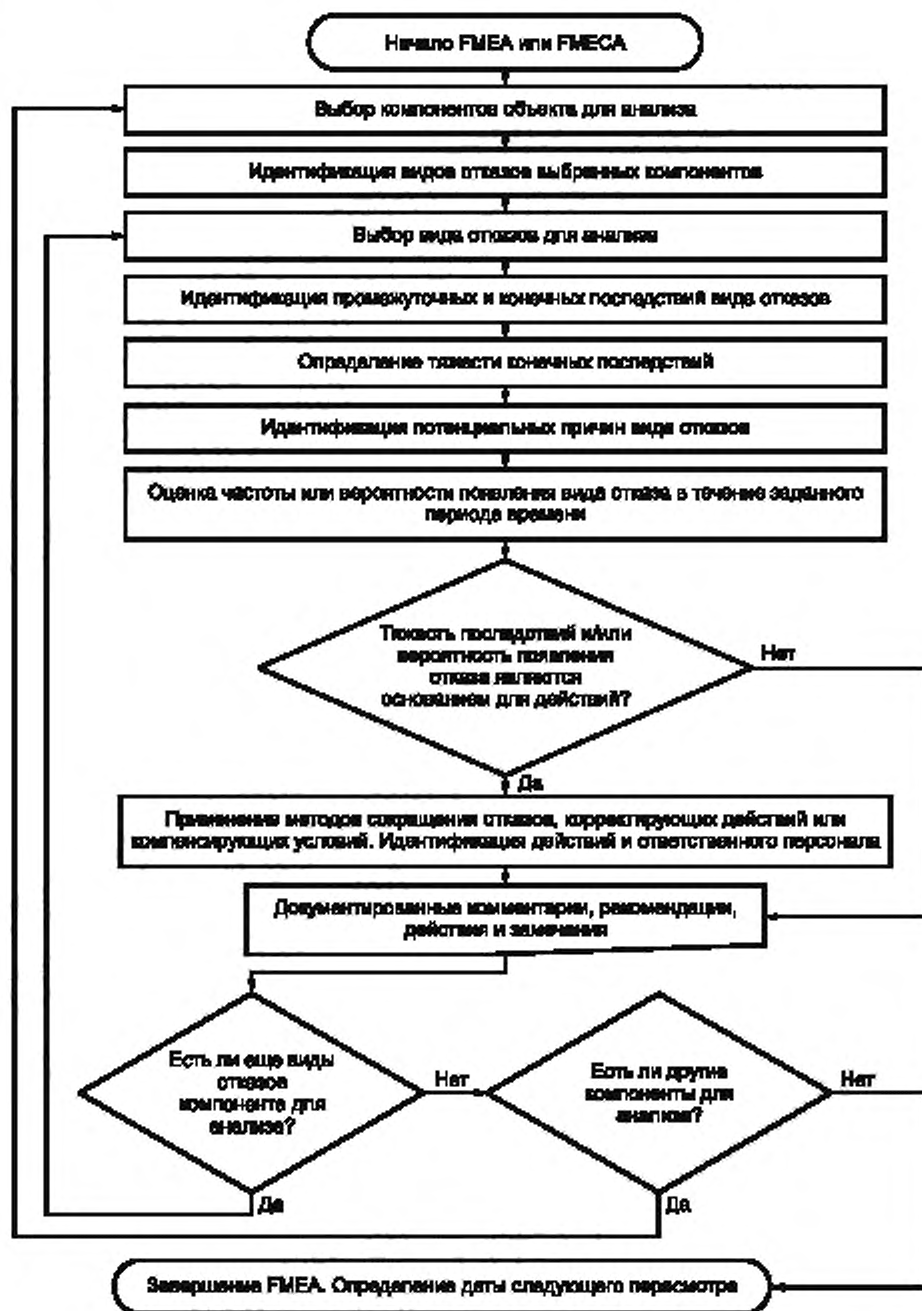 Начало FMEA или FMECA
Выбор компонентов объекта для анализа
Идентификация видов отказов выбранных компонентов
Выбор вида отказов для анализа
Идентификация промежуточных и конечных последствий вида отказов
Определение тяжести конечных последствий
Идентификация потенциальных причин вида отказов
Оценка частоты или вероятности появления вида отказа в течение заданного
периода времени
Тяжесть последствий и/или
вероятность появления
отказа являются
основанием для действий?
Нет
Да
Применение методов сокращения отказов, корректирующих действий или
компенсирующих условий. Идентификация действий и ответственного персонала
Документированные комментарии, рекомендации,
действия и замечания
Есть ли еще виды
отказов
компонента для
анализа?
Нет
Есть ли другие
компоненты для
анализа?
Нет
Да
Да
Завершение FMEA. Определение даты следующего пересмотра